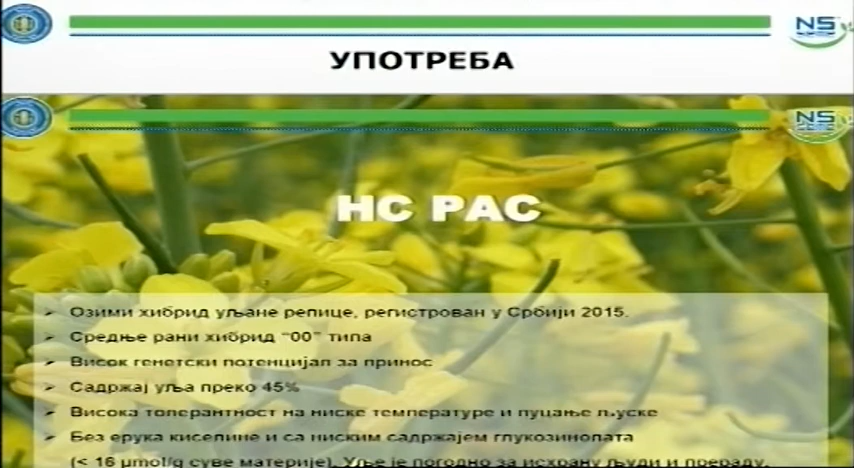 NS
УПОТРЕБА
NS
НС РАС
Озими хибрид уљане репице, регистрован у Србији 2015.
Средње рани хибрид “00” типа
Висок генетски потенцијал за принос
Садржај уља преко 45%
Висока толерантност на ниске температуре и пуцање љуске
Без ерука киселине и са ниским садржајем глукозинолата
(< 16 µmol/g суве материје). Уље је погодно за исхрану људи и прераду.